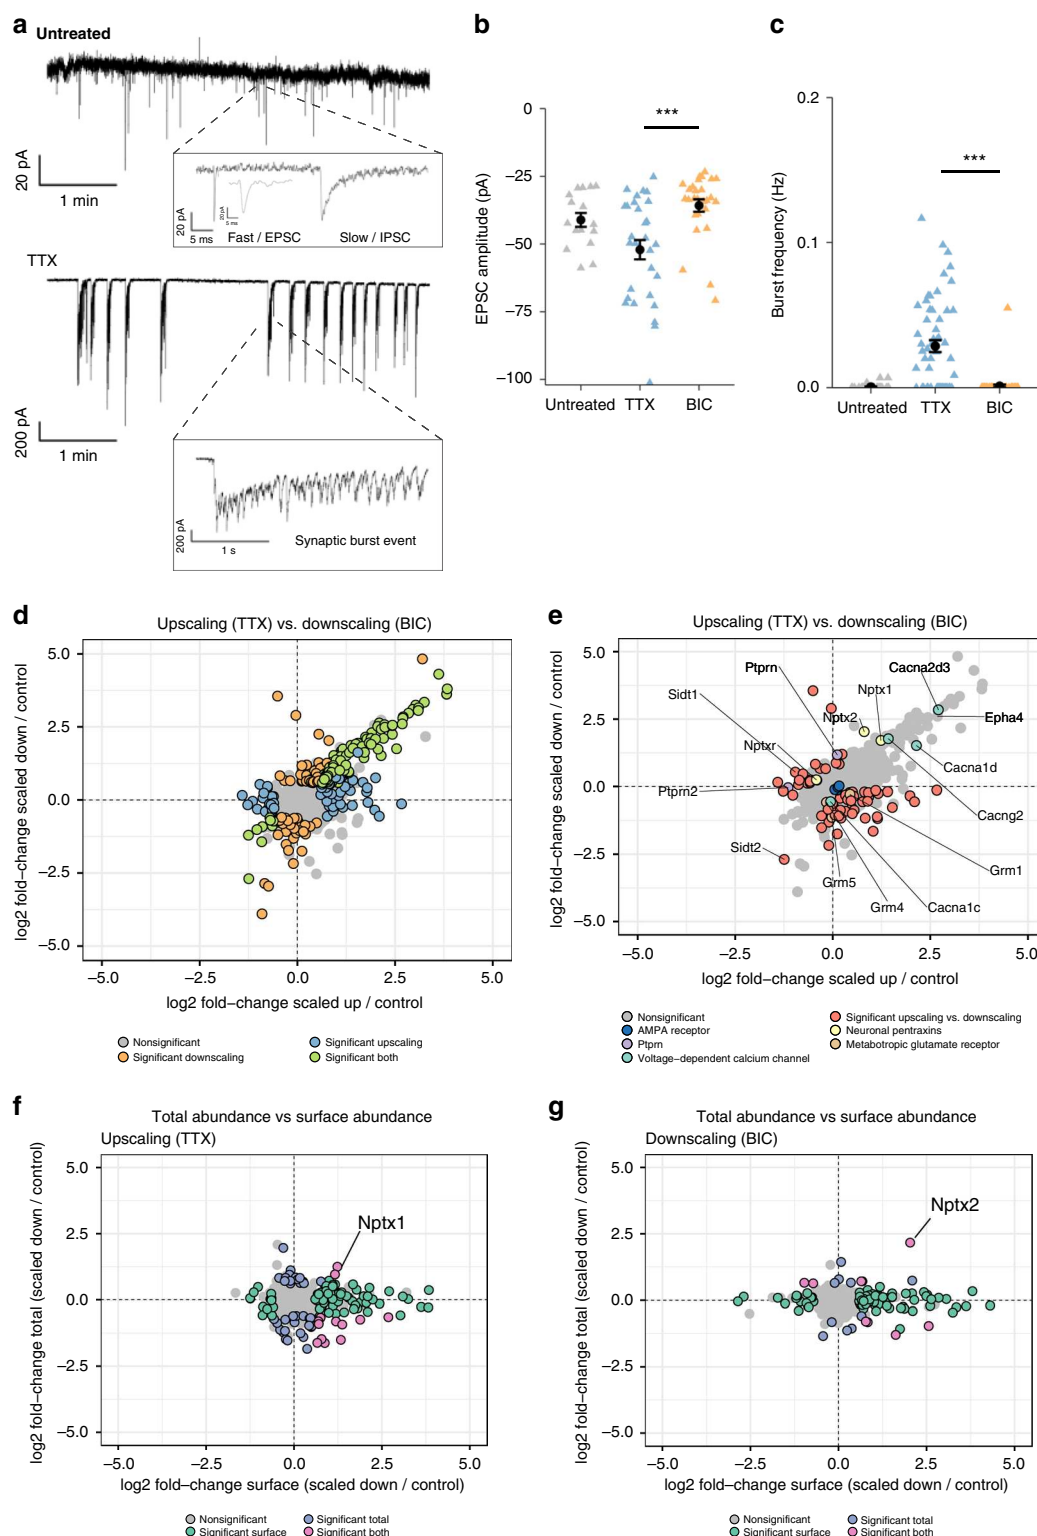 a
Untreated
20 pA
1 min
20 pA
5 ms
20 pA
5 ms
Fast / EPSC
Slow / IPSC
TTX
200 pA
1 min
200 pA
1 s
Synaptic burst event
b
EPSC amplitude (pA)
0
−25
−50
−75
−100
***
Untreated
TTX
BIC
c
Burst frequency (Hz)
0.2
0.1
0.0
***
Untreated
TTX
BIC
d
Upscaling (TTX) vs. downscaling (BIC)
log2 fold−change scaled down / control
5.0
2.5
0.0
−2.5
−5.0
−5.0
−2.5
0.0
2.5
5.0
log2 fold−change scaled up / control
Nonsignificant
Significant upscaling
Significant downscaling
Significant both
e
Upscaling (TTX) vs. downscaling (BIC)
log2 fold−change scaled down / control
5.0
2.5
0.0
−2.5
−5.0
Ptprn
Cacna2d3
Sidt1
Nptx1
Nptx2
Epha4
Nptxr
Cacna1d
Ptprn2
Cacng2
Sidt2
Grm1
Grm5
Grm4
Cacna1c
−5.0
−2.5
0.0
2.5
5.0
log2 fold−change scaled up / control
Nonsignificant
Significant upscaling vs. downscaling
AMPA receptor
Neuronal pentraxins
Ptprn
Metabotropic glutamate receptor
Voltage−dependent calcium channel
f
Total abundance vs surface abundance
Upscaling (TTX)
log2 fold−change total (scaled down / control)
5.0
2.5
0.0
−2.5
−5.0
Nptx1
−5.0
−2.5
0.0
2.5
5.0
log2 fold−change surface (scaled down / control)
Nonsignificant
Significant total
Significant surface
Significant both
g
Total abundance vs surface abundance
Downscaling (BIC)
log2 fold−change total (scaled down / control)
5.0
2.5
0.0
−2.5
−5.0
Nptx2
−5.0
−2.5
0.0
2.5
5.0
log2 fold−change surface (scaled down / control)
Nonsignificant
Significant total
Significant surface
Significant both